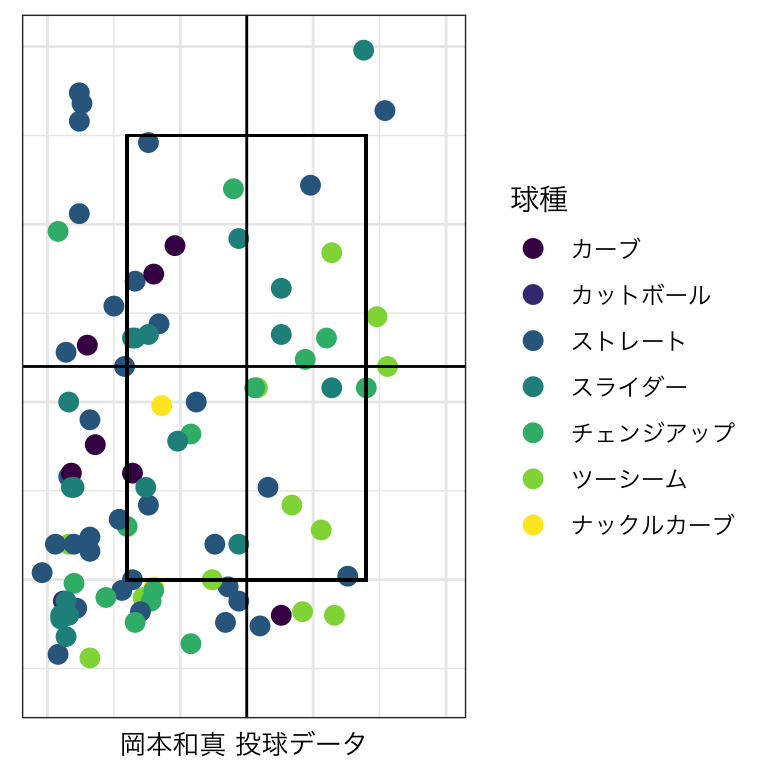 球種
カーブ
カットボール
ストレート
スライダー
チェンジアップ
ツーシーム
ナックルカーブ
岡本和真 投球データ